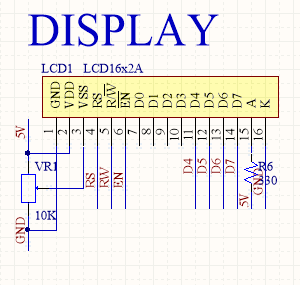 DISPLAY
LCD1 LCD16x2A
GND VDD VSS RS R/W EN D0 D1 D2 D3 D4 D5 D6 D7 A K
1 2 3 4 5 6 7 8 9 10 11 12 13 14 15 16
5V
VR1
10K
GND
RS RW EN
D4 D5 D6 D7
R6
330
5V
GND